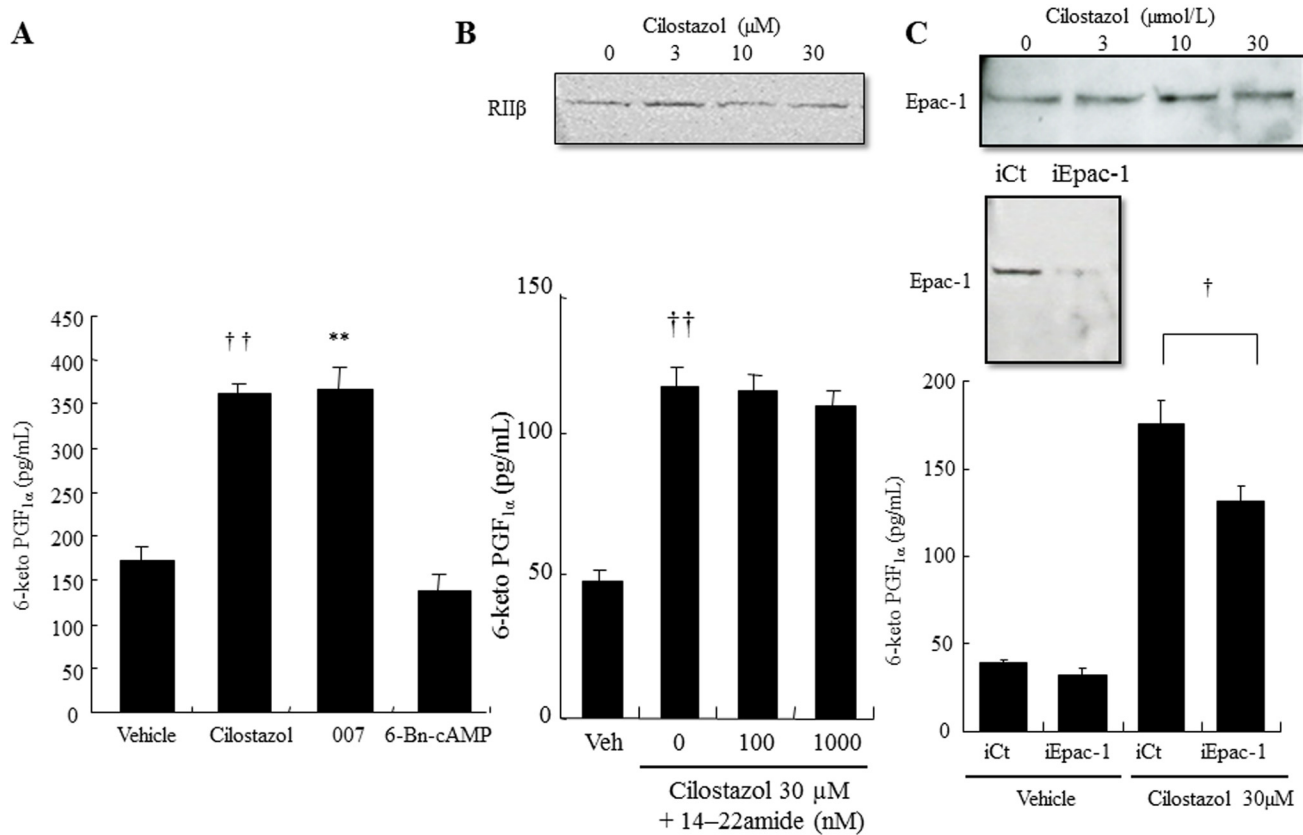 A
6-keto PGF1α (pg/mL)
450
400
350
300
250
200
150
100
50
0
† †
**
Vehicle Cilostazol 007 6-Bn-cAMP
B
Cilostazol (μM)
0 3 10 30
RIIβ
6-keto PGF1α (pg/mL)
150
100
50
0
††
Veh 0 100 1000
Cilostazol 30 μM
+ 14–22amide (nM)
C
Cilostazol (μmol/L)
0 3 10 30
Epac-1
iCt iEpac-1
Epac-1
†
6-keto PGF1α (pg/mL)
200
150
100
50
0
iCt iEpac-1 iCt iEpac-1
Vehicle Cilostazol 30μM